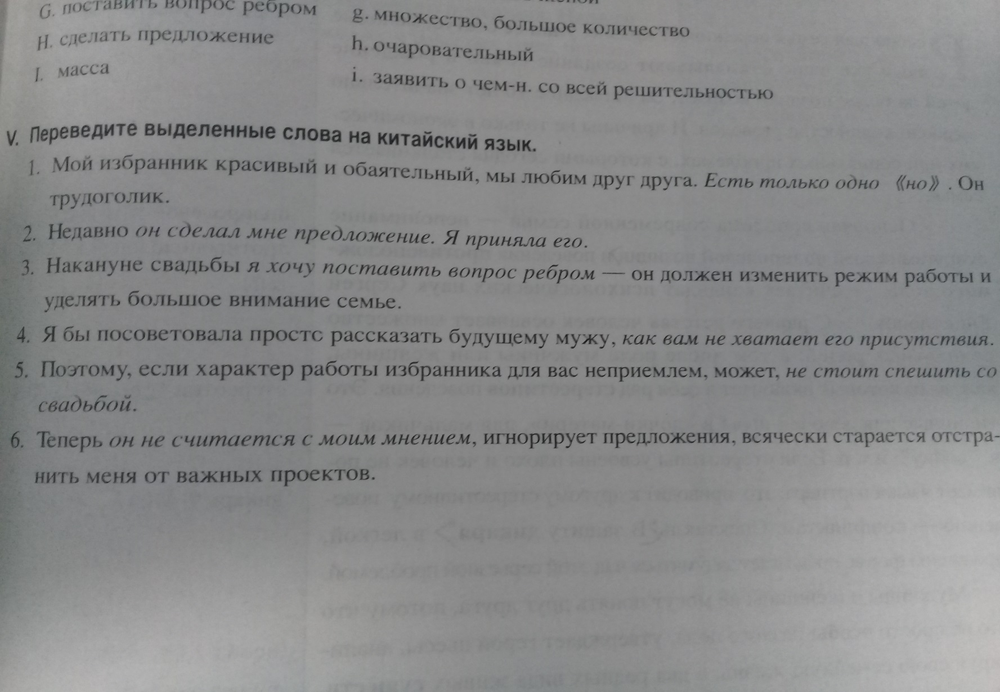 G. поставить вопрос ребром
g. множество, большое количество
H. сделать предложение
h. очаровательный
I. масса
i. заявить о чем-н. со всей решительностью
V. Переведите выделенные слова на китайский язык.
1. Мой избранник красивый и обаятельный, мы любим друг друга. Есть только одно 《но》. Он
трудоголик.
2. Недавно он сделал мне предложение. Я приняла его.
3. Накануне свадьбы я хочу поставить вопрос ребром — он должен изменить режим работы и
уделять большое внимание семье.
4. Я бы посоветовала просто рассказать будущему мужу, как вам не хватает его присутствия.
5. Поэтому, если характер работы избранника для вас неприемлем, может, не стоит спешить со
свадьбой.
6. Теперь он не считается с моим мнением, игнорирует предложения, всячески старается отстра-
нить меня от важных проектов.